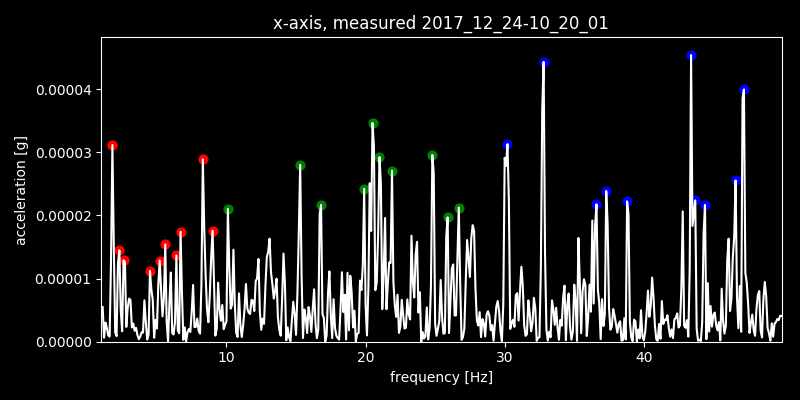 x-axis, measured 2017_12_24-10_20_01
0.00004
0.00003
0.00002
0.00001
0.00000
acceleration [g]
10 20 30 40
frequency [Hz]